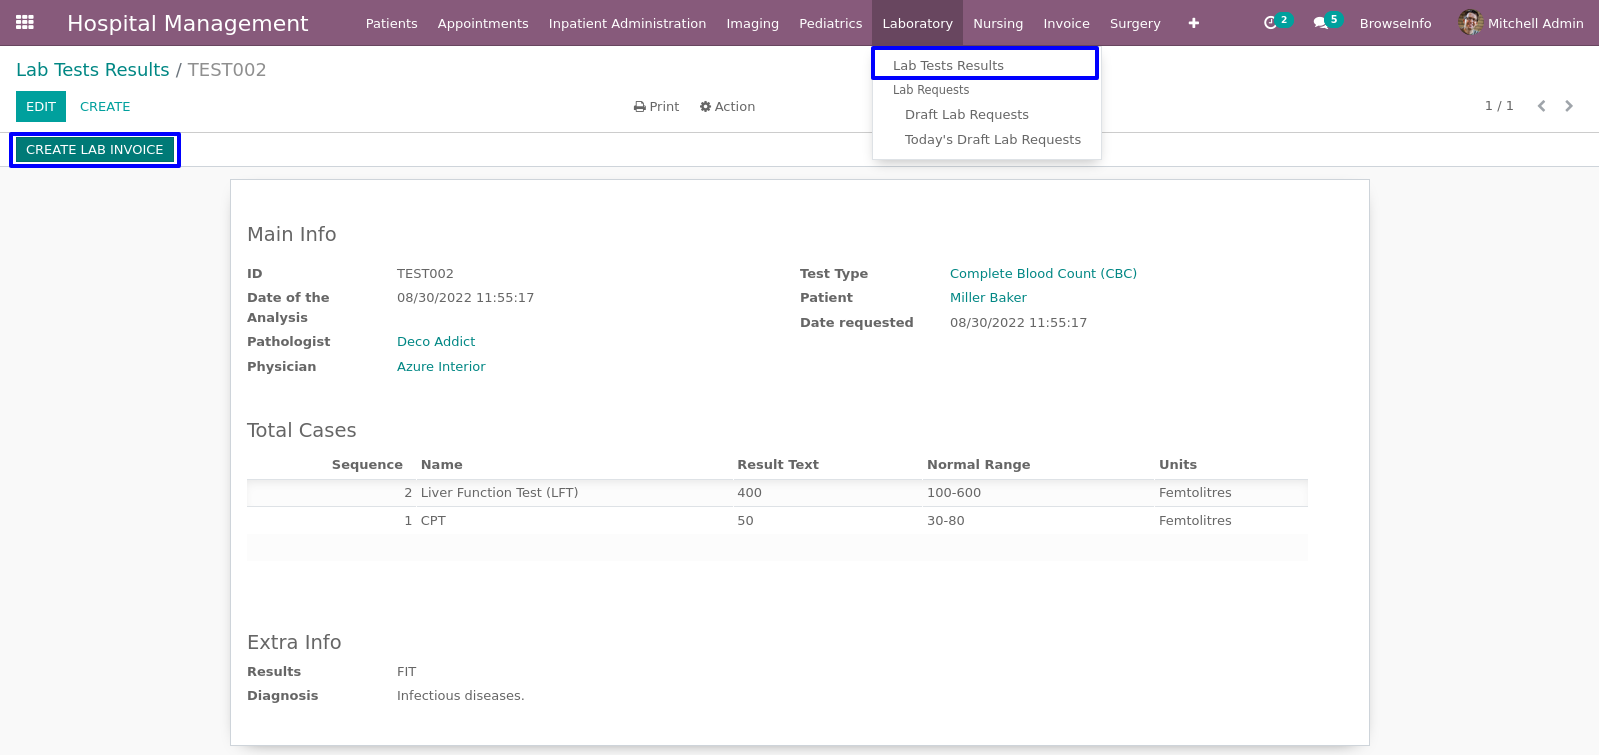 Hospital Management Patients Appointments Inpatient Administration Imaging Pediatrics Laboratory Nursing Invoice Surgery 2 5 BrowseInfo Mitchell Admin
Lab Tests Results / TEST002
Lab Tests Results
Lab Requests
Draft Lab Requests
Today's Draft Lab Requests
EDIT CREATE Print Action 1 / 1
CREATE LAB INVOICE
Main Info
ID TEST002 Test Type Complete Blood Count (CBC)
Date of the Analysis 08/30/2022 11:55:17 Patient Miller Baker
Date requested 08/30/2022 11:55:17
Pathologist Deco Addict
Physician Azure Interior
Total Cases
Sequence Name Result Text Normal Range Units
2 Liver Function Test (LFT) 400 100-600 Femtolitres
1 CPT 50 30-80 Femtolitres
Extra Info
Results FIT
Diagnosis Infectious diseases.